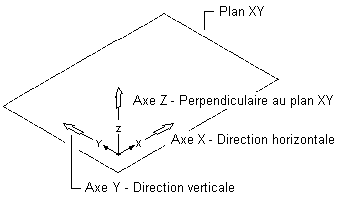 Plan XY
Axe Z - Perpendiculaire au plan XY
Z
Y
X
Axe X - Direction horizontale
Axe Y - Direction verticale